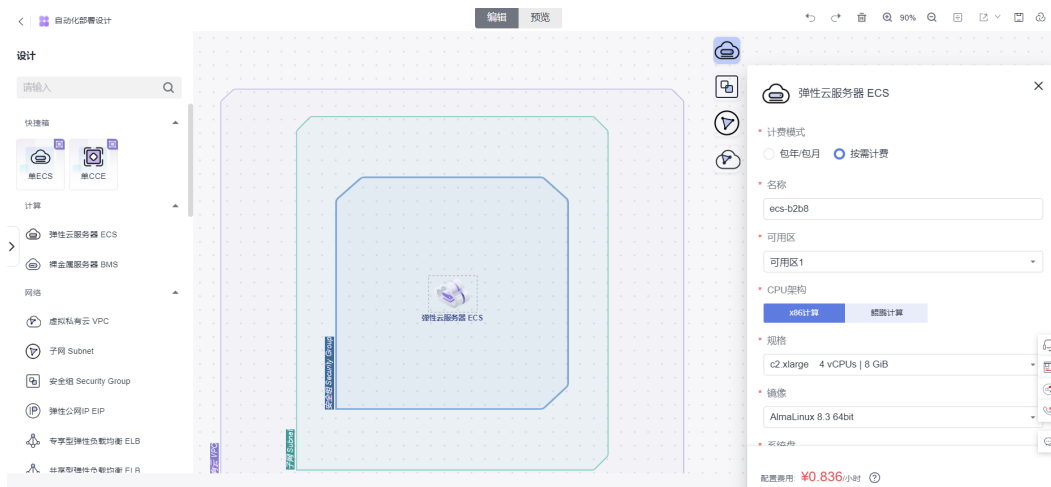 自动化部署设计
编辑
预览
90%
设计
请输入
快捷箱
单ECS
单CCE
计算
弹性云服务器 ECS
裸金属服务器 BMS
网络
虚拟私有云 VPC
子网 Subnet
安全组 Security Group
弹性公网IP EIP
专享型弹性负载均衡 ELB
共享型弹性负载均衡 ELB
弹性云服务器 ECS
安全组 Security Group
子网 Subnet
VPC
弹性云服务器 ECS
* 计费模式
包年/包月
按需计费
* 名称
ecs-b2b8
* 可用区
可用区1
* CPU架构
x86计算
鲲鹏计算
* 规格
c2.xlarge 4 vCPUs | 8 GiB
* 镜像
AlmaLinux 8.3 64bit
* 系统盘
配置费用: ¥0.836/小时